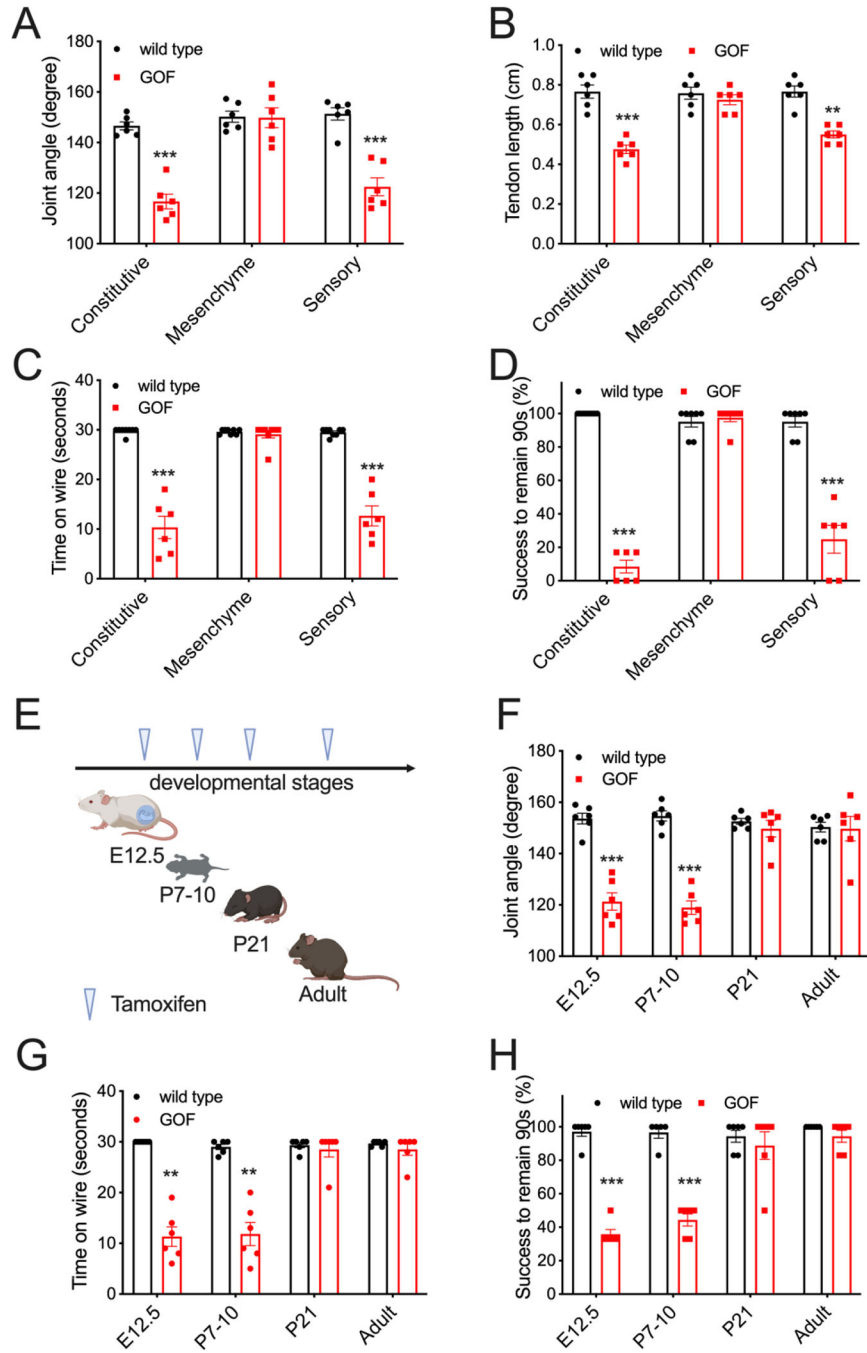 A
Joint angle (degree)
180
160
140
120
100
wild type
GOF
***
***
Constitutive
Mesenchyme
Sensory
B
wild type
GOF
Tendon length (cm)
1.0
0.8
0.6
0.4
0.2
0.0
***
**
Constitutive
Mesenchyme
Sensory
C
Time on wire (seconds)
40
30
20
10
0
wild type
GOF
***
***
Constitutive
Mesenchyme
Sensory
D
wild type
GOF
Success to remain 90s (%)
100
80
60
40
20
0
***
***
Constitutive
Mesenchyme
Sensory
E
developmental stages
E12.5
P7-10
P21
Adult
Tamoxifen
F
wild type
GOF
Joint angle (degree)
180
160
140
120
100
***
***
E12.5
P7-10
P21
Adult
G
wild type
GOF
Time on wire (seconds)
40
30
20
10
0
**
**
E12.5
P7-10
P21
Adult
H
wild type
GOF
Success to remain 90s (%)
100
80
60
40
20
0
***
***
E12.5
P7-10
P21
Adult